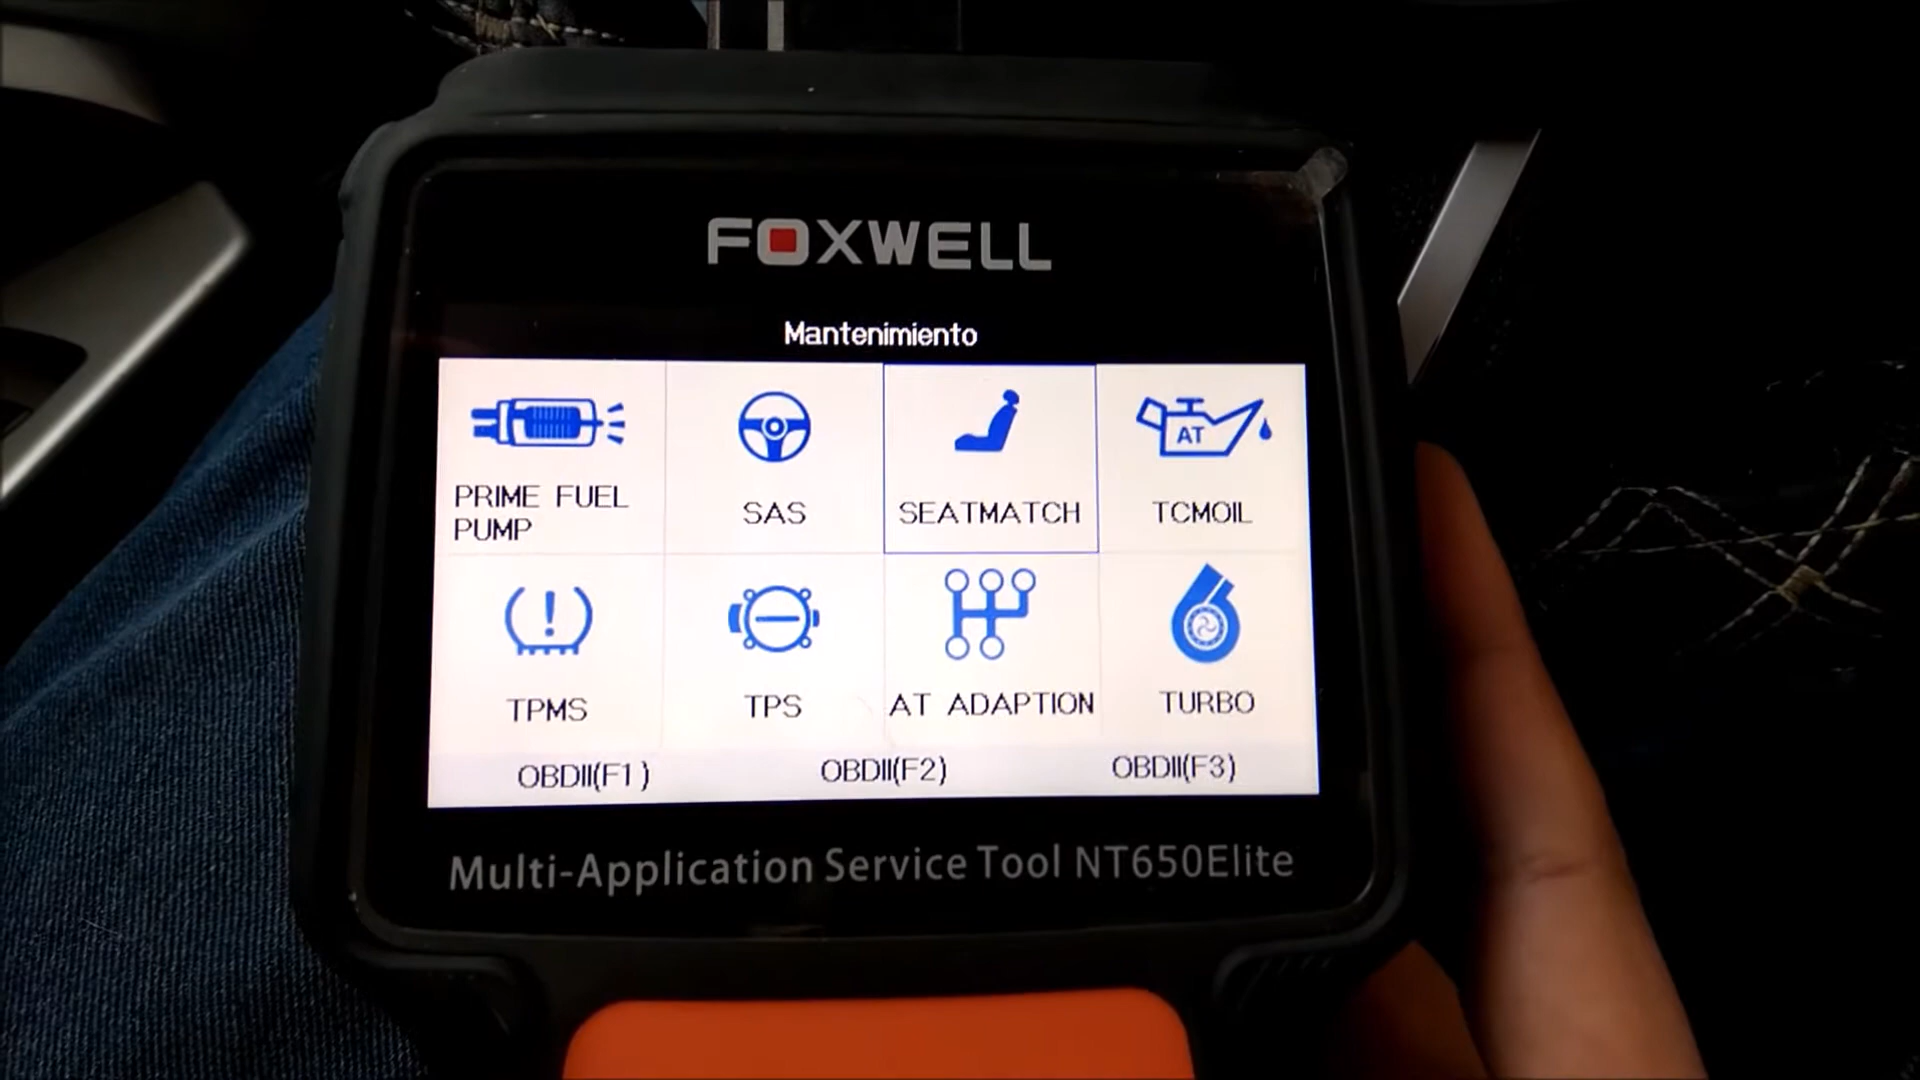 FOXWELL
Mantenimiento
PRIME FUEL
PUMP
SAS
SEATMATCH
AT
TCMOIL
TPMS
TPS
AT ADAPTION
TURBO
OBDII(F1)
OBDII(F2)
OBDII(F3)
Multi-Application Service Tool NT650Elite